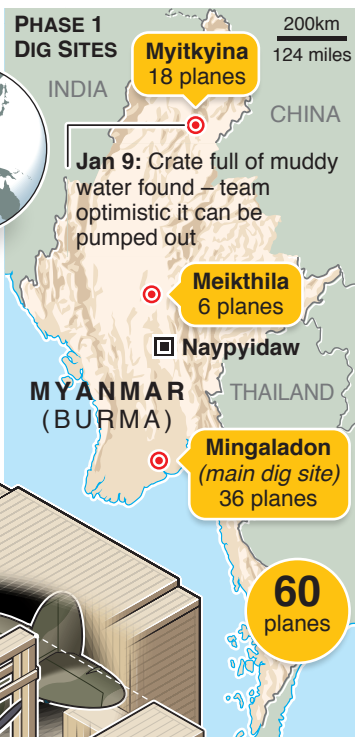 PHASE 1
DIG SITES
200km
124 miles
Myitkyina
18 planes
INDIA
CHINA
Jan 9: Crate full of muddy
water found – team
optimistic it can be
pumped out
Meikthila
6 planes
Naypyidaw
MYANMAR
(BURMA)
THAILAND
Mingaladon
(main dig site)
36 planes
60
planes